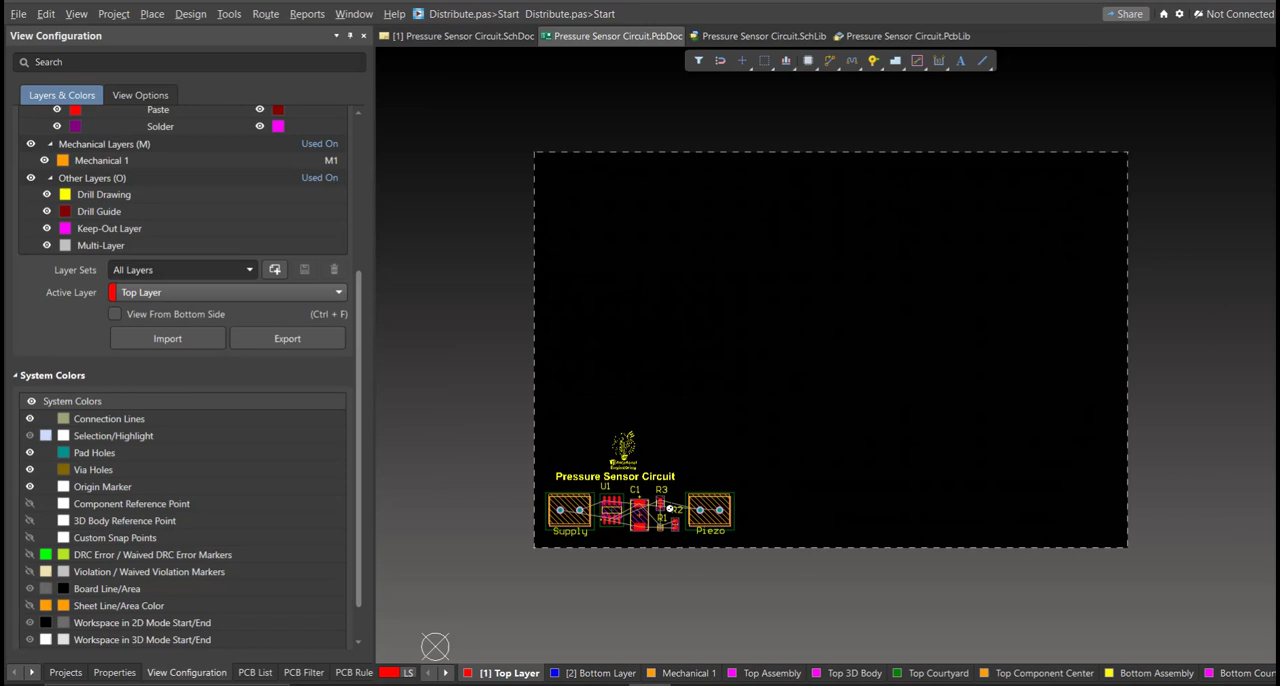 File Edit View Project Place Design Tools Route Reports Window Help Distribute.pas>Start Distribute.pas>Start Share Not Connected
View Configuration
[1] Pressure Sensor Circuit.SchDoc Pressure Sensor Circuit.PcbDoc Pressure Sensor Circuit.SchLib Pressure Sensor Circuit.PcbLib
Search
Layers & Colors View Options
Paste
Solder
Mechanical Layers (M) Used On
Mechanical 1 M1
Other Layers (O) Used On
Drill Drawing
Drill Guide
Keep-Out Layer
Multi-Layer
Layer Sets All Layers
Active Layer Top Layer
View From Bottom Side (Ctrl + F)
Import Export
System Colors
System Colors
Connection Lines
Selection/Highlight
Pad Holes
Via Holes
Origin Marker
Component Reference Point
3D Body Reference Point
Custom Snap Points
DRC Error / Waived DRC Error Markers
Violation / Waived Violation Markers
Board Line/Area
Sheet Line/Area Color
Workspace in 2D Mode Start/End
Workspace in 3D Mode Start/End
Pressure Sensor Circuit
U1 C1 R3
R1 R2
Supply Piezo
Projects Properties View Configuration PCB List PCB Filter PCB Rule LS [1] Top Layer [2] Bottom Layer Mechanical 1 Top Assembly Top 3D Body Top Courtyard Top Component Center Bottom Assembly Bottom Cour